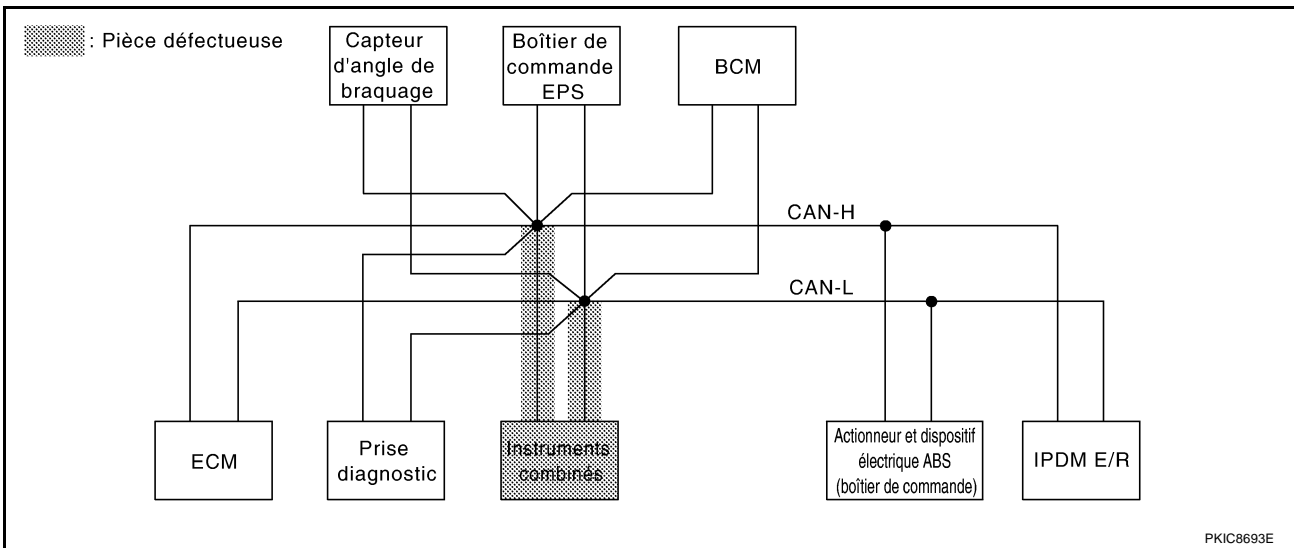 : Pièce défectueuse
Capteur
d'angle de
braquage
Boîtier de
commande
EPS
BCM
CAN-H
CAN-L
ECM
Prise
diagnostic
Instruments
combinés
Actionneur et dispositif
électrique ABS
(boîtier de commande)
IPDM E/R
PKIC8693E